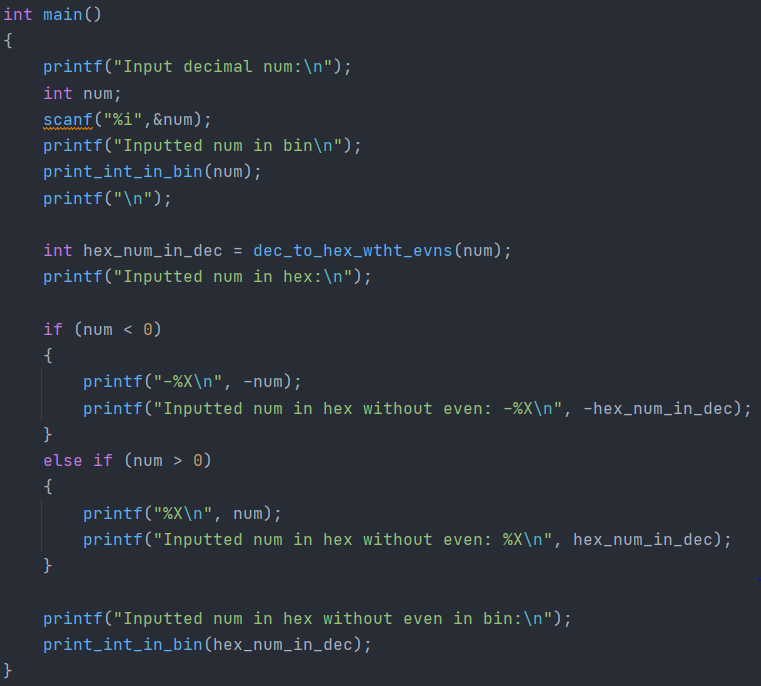 int main()
{
    printf("Input decimal num:\n");
    int num;
    scanf("%i",&num);
    printf("Inputted num in bin\n");
    print_int_in_bin(num);
    printf("\n");

    int hex_num_in_dec = dec_to_hex_wtht_evns(num);
    printf("Inputted num in hex:\n");

    if (num < 0)
    {
        printf("-%X\n", -num);
        printf("Inputted num in hex without even: -%X\n", -hex_num_in_dec);
    }
    else if (num > 0)
    {
        printf("%X\n", num);
        printf("Inputted num in hex without even: %X\n", hex_num_in_dec);
    }

    printf("Inputted num in hex without even in bin:\n");
    print_int_in_bin(hex_num_in_dec);
}